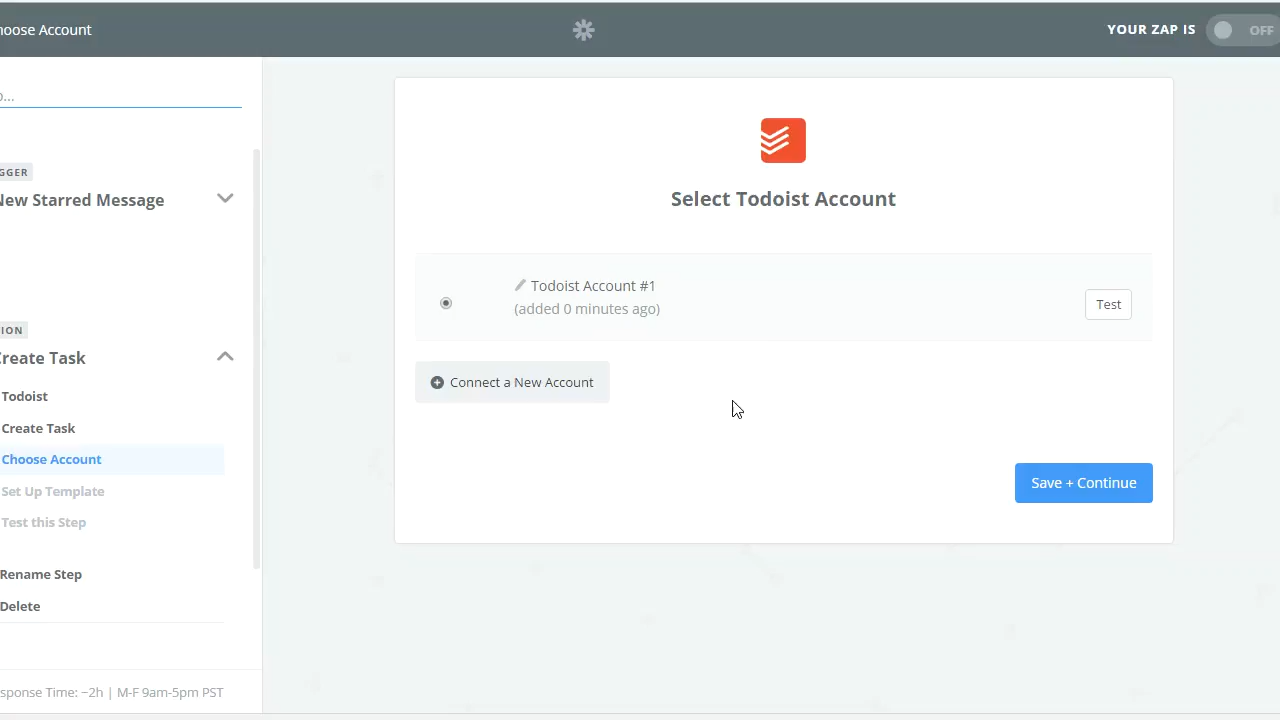 hoose Account
YOUR ZAP IS
OFF
o...
GGER
New Starred Message
ION
Create Task
Todoist
Create Task
Choose Account
Set Up Template
Test this Step
Rename Step
Delete
sponse Time: ~2h | M-F 9am-5pm PST
Select Todoist Account
Todoist Account #1
(added 0 minutes ago)
Test
Connect a New Account
Save + Continue